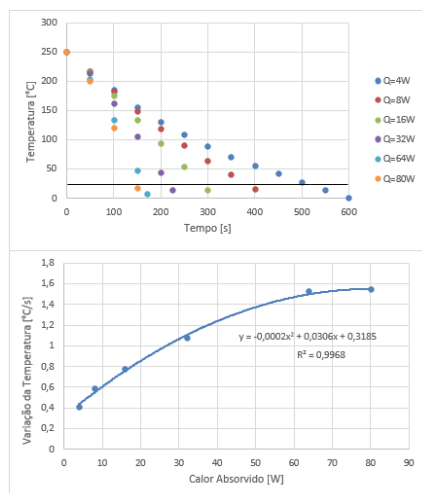 300
250
200
150
100
50
0
Temperatura [°C]
0 100 200 300 400 500 600
Tempo [s]
Q=4W
Q=8W
Q=16W
Q=32W
Q=64W
Q=80W
1,8
1,6
1,4
1,2
1
0,8
0,6
0,4
0,2
0
Variação da Temperatura [°C/s]
y = -0,0002x² + 0,0306x + 0,3185
R² = 0,9968
0 10 20 30 40 50 60 70 80 90
Calor Absorvido [W]